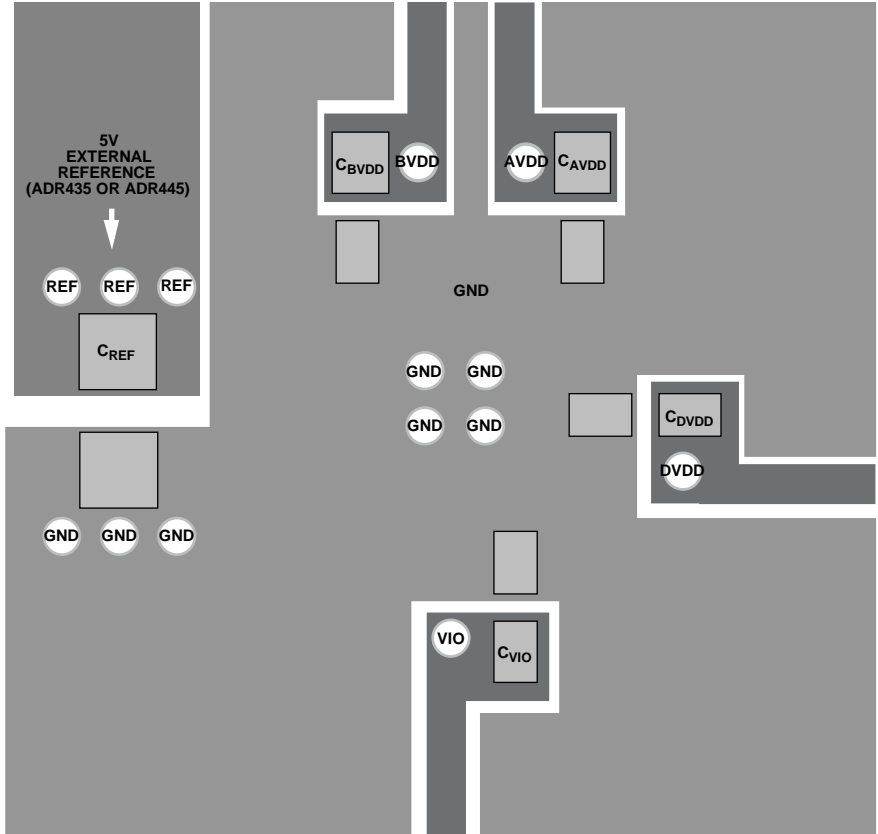 5V
EXTERNAL
REFERENCE
(ADR435 OR ADR445)
CBVDD BVDD AVDD CAVDD
REF REF REF
GND
CREF
GND GND
GND GND
CDVDD
DVDD
GND GND GND
VIO CVIO